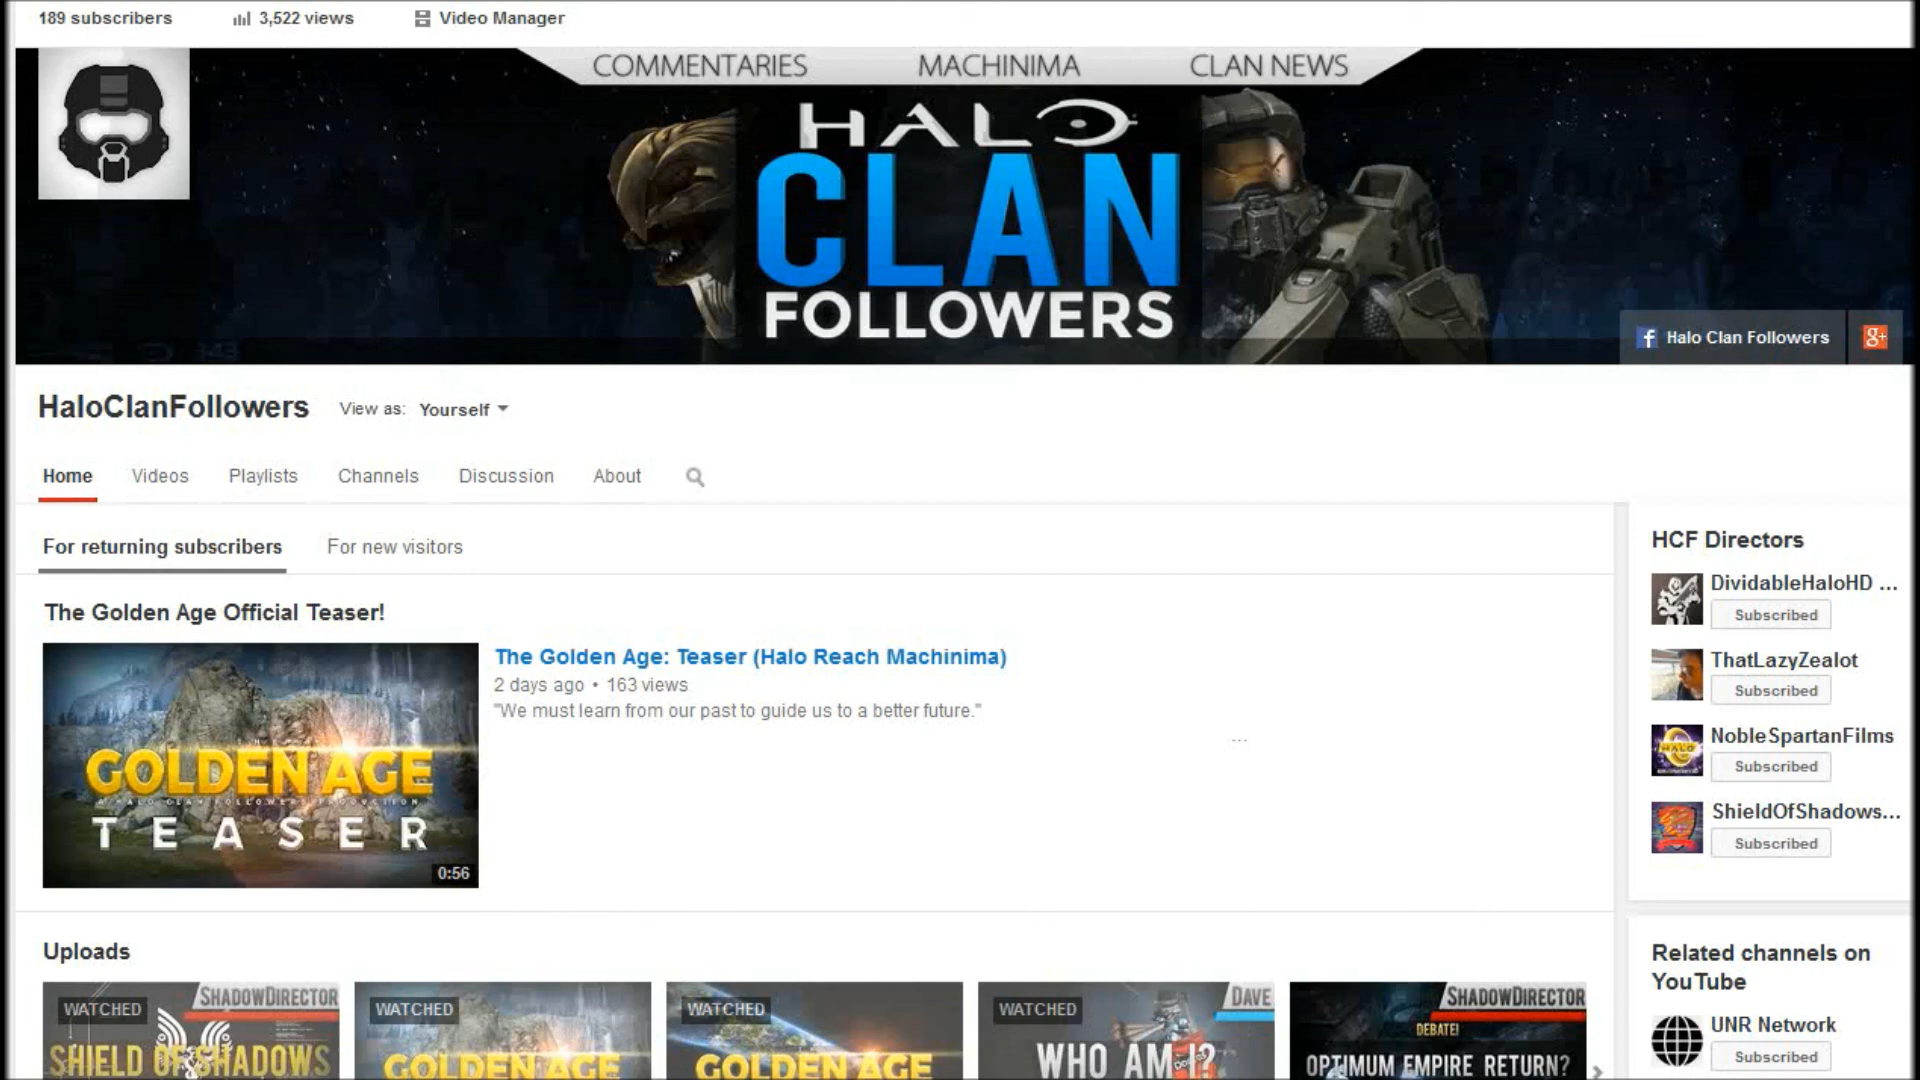 189 subscribers
3,522 views
Video Manager
COMMENTARIES
MACHINIMA
CLAN NEWS
HALO
CLAN
FOLLOWERS
Halo Clan Followers
g+
HaloClanFollowers
View as: Yourself
Home
Videos
Playlists
Channels
Discussion
About
For returning subscribers
For new visitors
The Golden Age Official Teaser!
GOLDEN AGE
A HALO CLAN FOLLOWERS PRODUCTION
TEASER
0:56
The Golden Age: Teaser (Halo Reach Machinima)
2 days ago • 163 views
"We must learn from our past to guide us to a better future."
...
HCF Directors
DividableHaloHD ...
Subscribed
ThatLazyZealot
Subscribed
NobleSpartanFilms
Subscribed
ShieldOfShadows...
Subscribed
Uploads
WATCHED
SHADOWDIRECTOR
SHIELD OF SHADOWS
WATCHED
GOLDEN AGE
WATCHED
GOLDEN AGE
WATCHED
DAVE
WHO AM I?
SHADOWDIRECTOR
DEBATE!
OPTIMUM EMPIRE RETURN?
Related channels on
YouTube
UNR Network
Subscribed